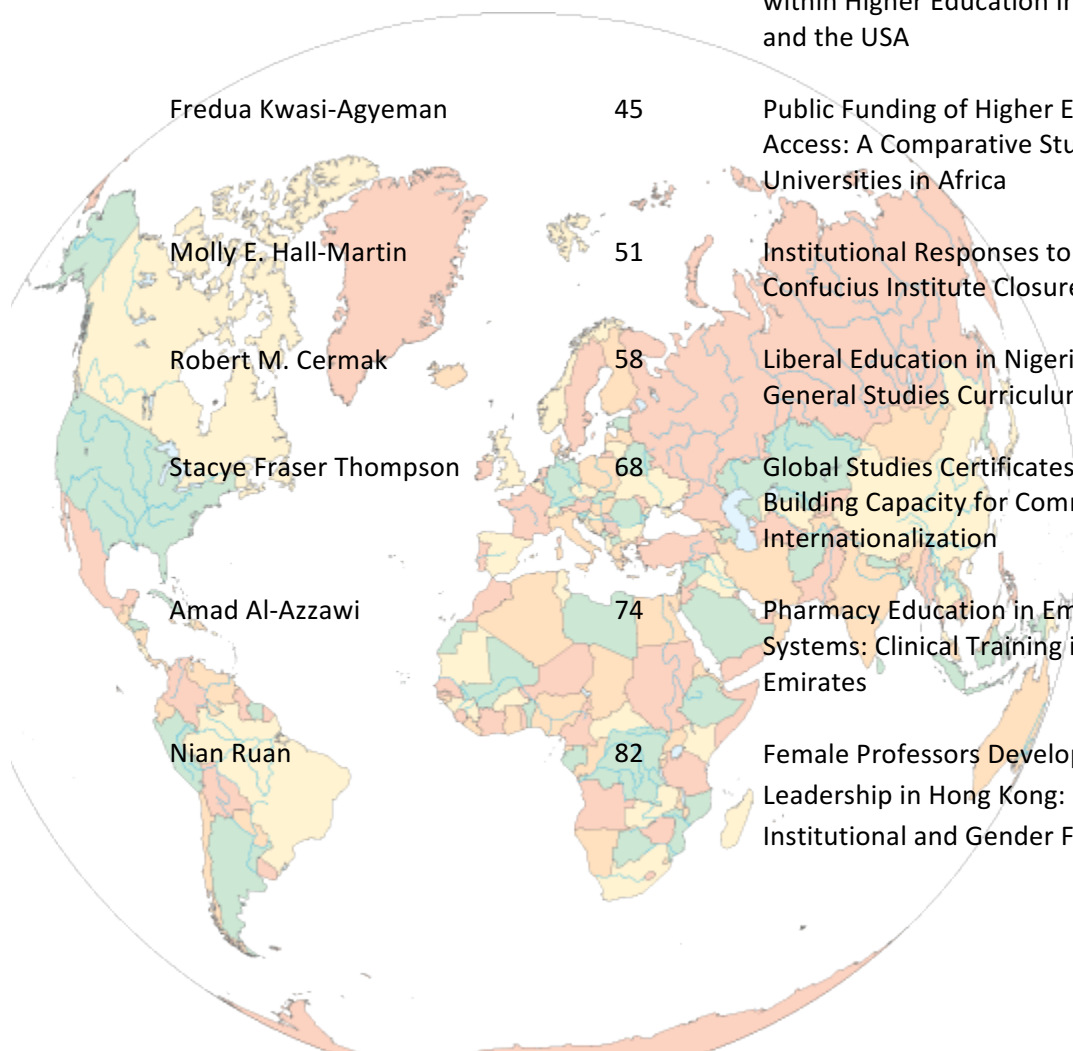 within Higher Education In
and the USA
Fredua Kwasi-Agyeman 45 Public Funding of Higher E
Access: A Comparative Stu
Universities in Africa
Molly E. Hall-Martin 51 Institutional Responses to
Confucius Institute Closure
Robert M. Cermak 58 Liberal Education in Nigeri
General Studies Curriculu
Stacye Fraser Thompson 68 Global Studies Certificates
Building Capacity for Com
Internationalization
Amad Al-Azzawi 74 Pharmacy Education in Em
Systems: Clinical Training i
Emirates
Nian Ruan 82 Female Professors Develop
Leadership in Hong Kong:
Institutional and Gender F